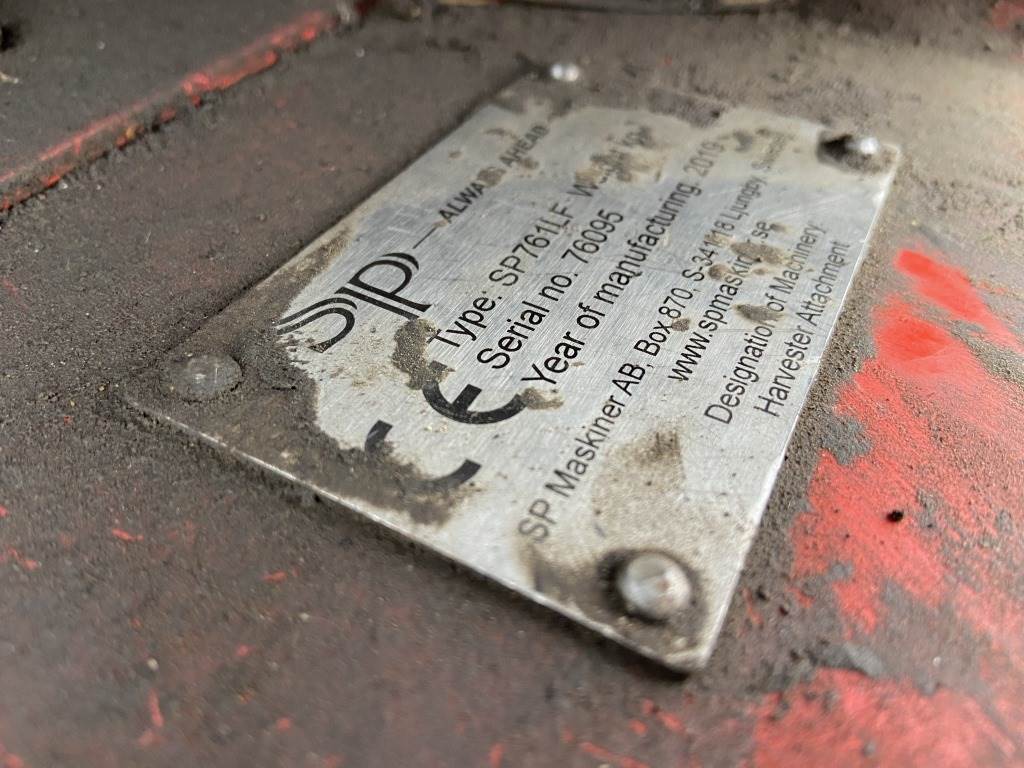 SP
ALWAYS AHEAD
Type: SP761LF
Serial no. 76095
Year of manufacturing. 2019
CE
SP Maskiner AB, Box 870, S-341 18 Ljungby Sweden
www.spmaskiner.se
Designation of Machinery
Harvester Attachment